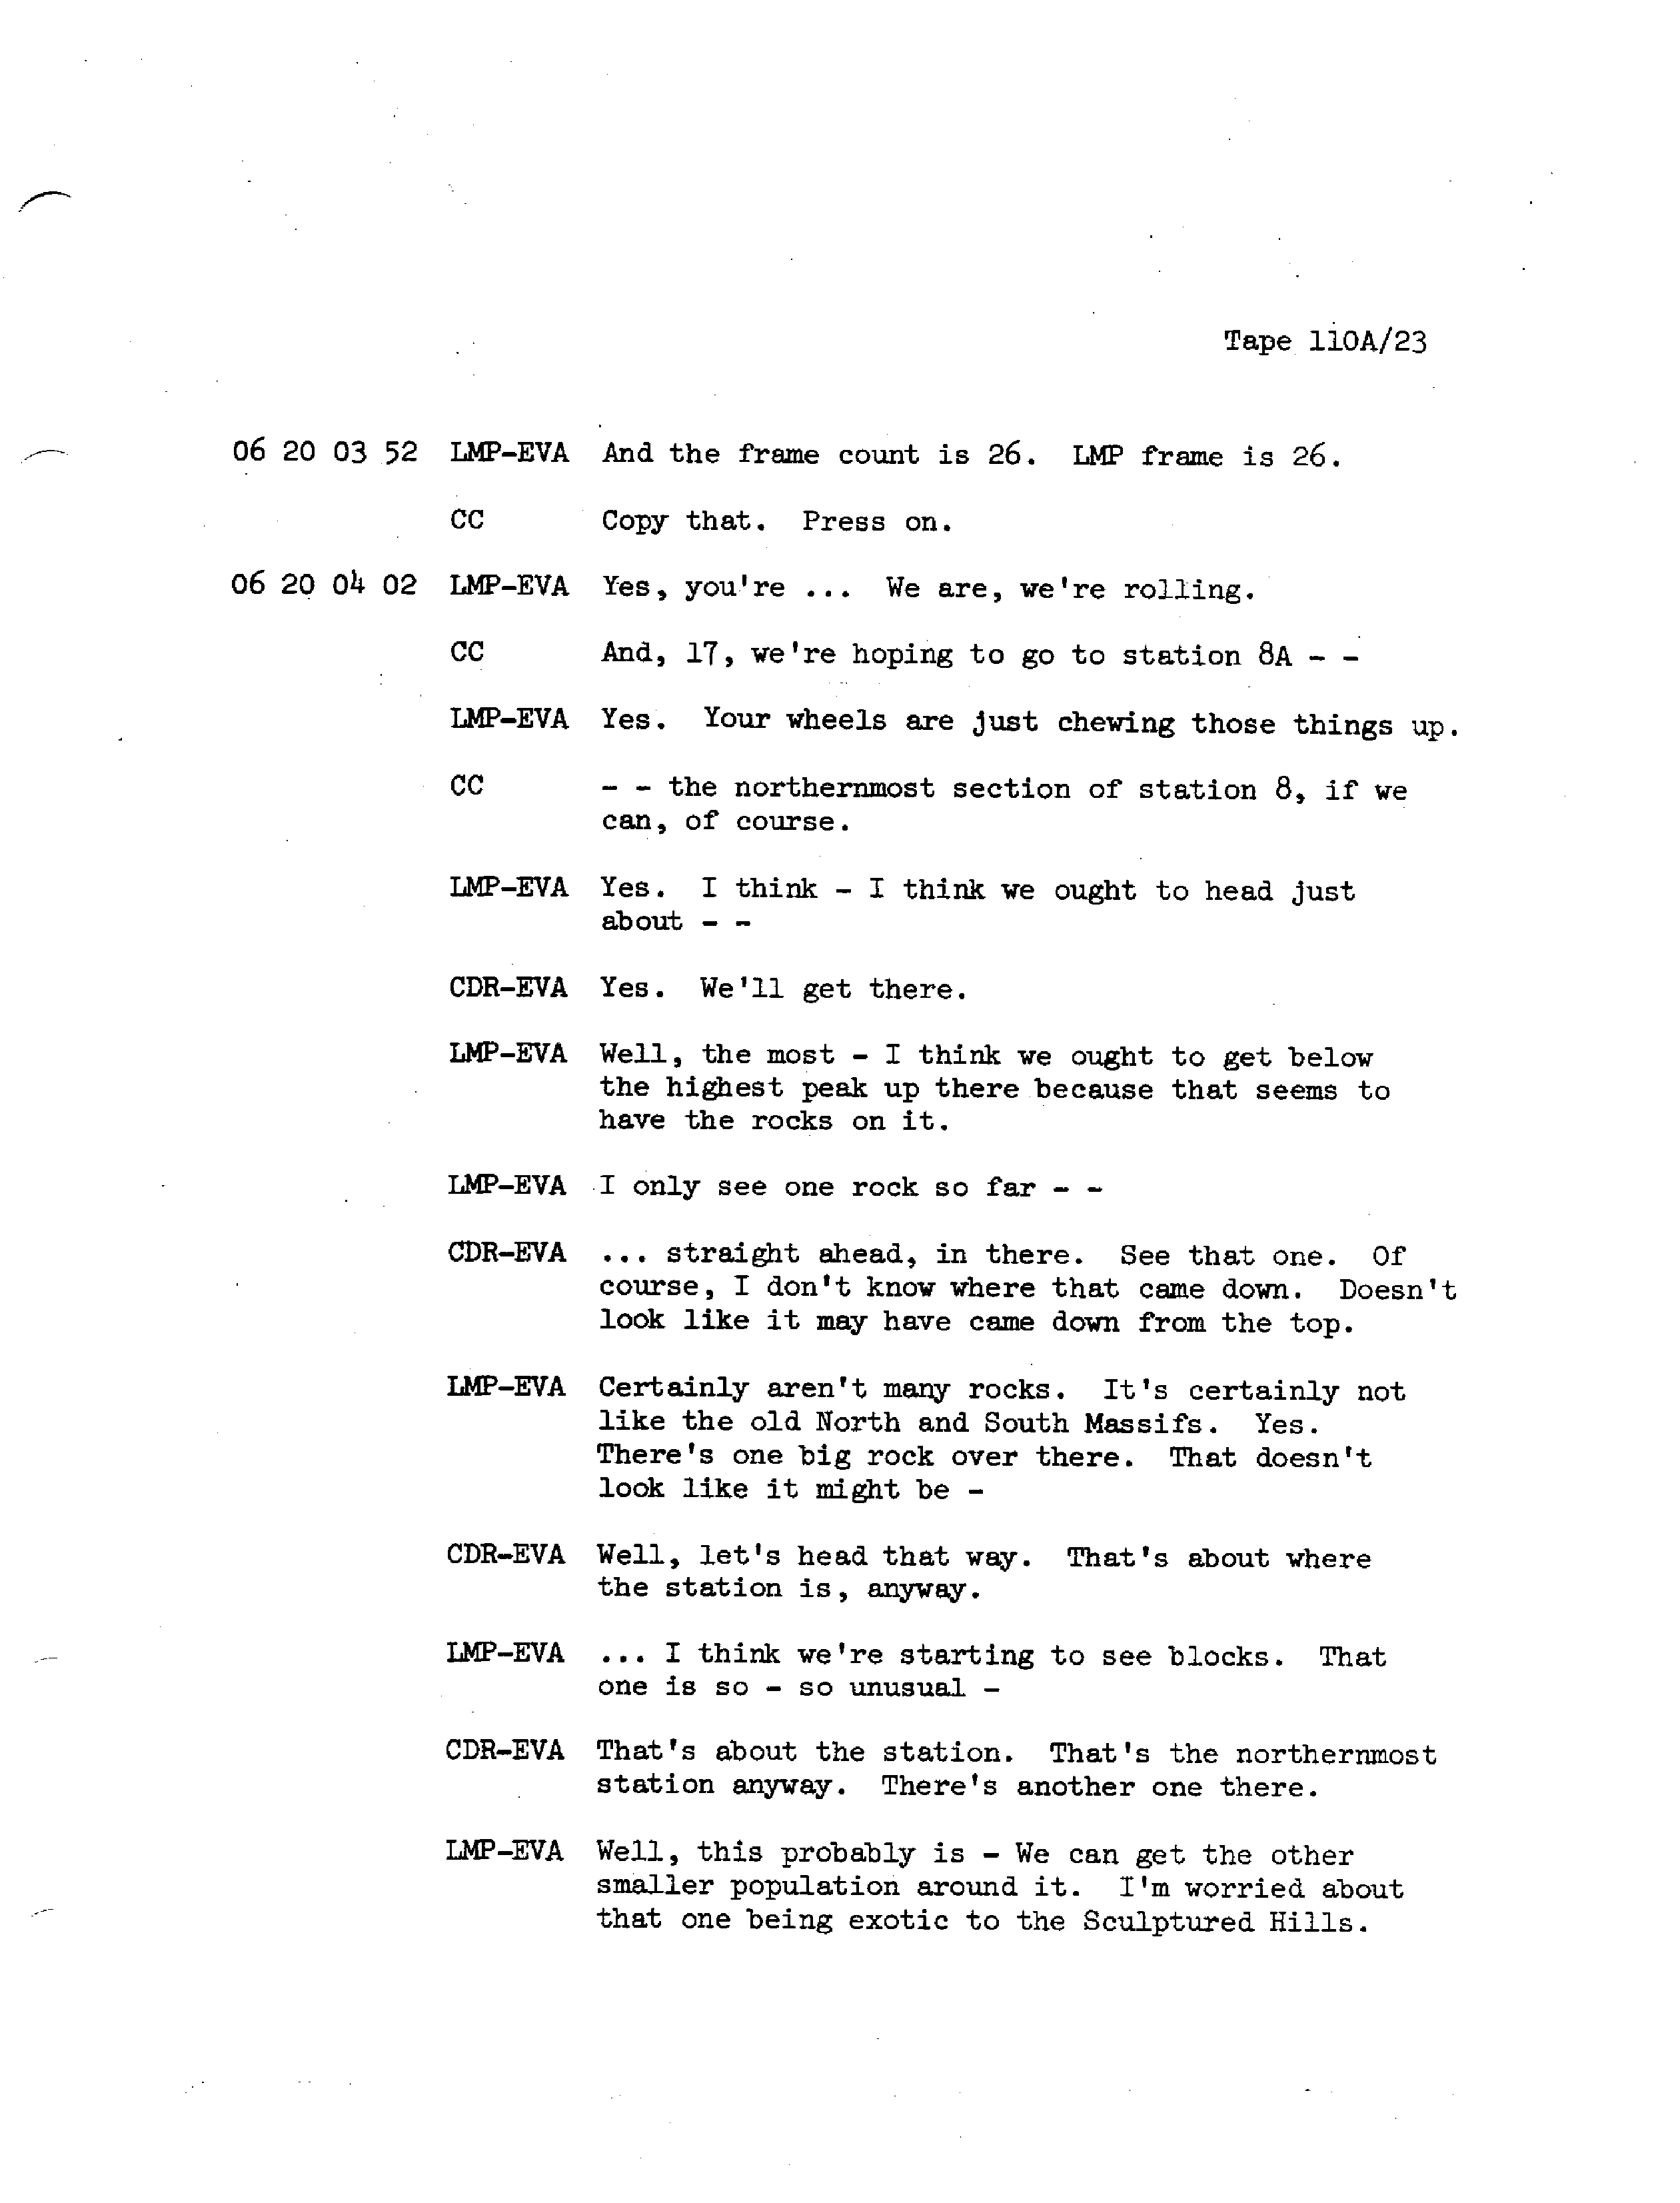 Tape 110A/23
06 20 03 52 LMP-EVA And the frame count is 26. LMP frame is 26.
CC Copy that. Press on.
06 20 04 02 LMP-EVA Yes, you're ... We are, we're rolling.
CC And, 17, we're hoping to go to station 8A - -
LMP-EVA Yes. Your wheels are just chewing those things up.
CC - - the northernmost section of station 8, if we
can, of course.
LMP-EVA Yes. I think - I think we ought to head just
about - -
CDR-EVA Yes. We'll get there.
LMP-EVA Well, the most - I think we ought to get below
the highest peak up there because that seems to
have the rocks on it.
LMP-EVA I only see one rock so far - -
CDR-EVA ... straight ahead, in there. See that one. Of
course, I don't know where that came down. Doesn't
look like it may have came down from the top.
LMP-EVA Certainly aren't many rocks. It's certainly not
like the old North and South Massifs. Yes.
There's one big rock over there. That doesn't
look like it might be -
CDR-EVA Well, let's head that way. That's about where
the station is, anyway.
LMP-EVA ... I think we're starting to see blocks. That
one is so - so unusual -
CDR-EVA That's about the station. That's the northernmost
station anyway. There's another one there.
LMP-EVA Well, this probably is - We can get the other
smaller population around it. I'm worried about
that one being exotic to the Sculptured Hills.